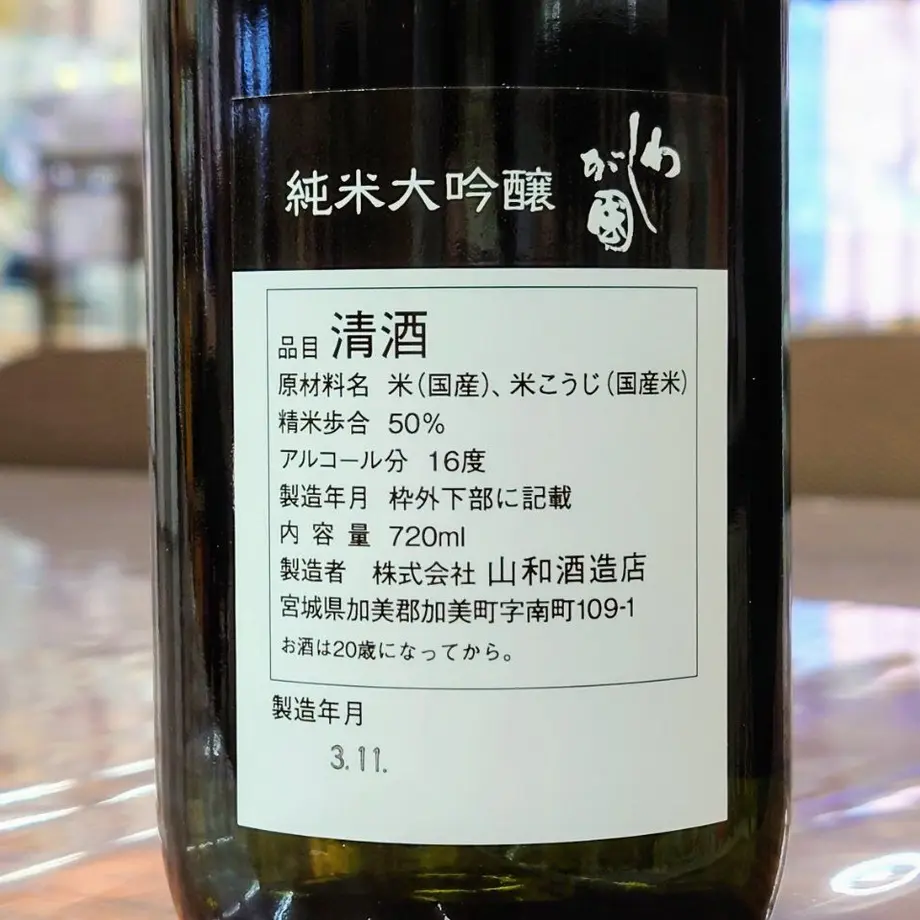 純米大吟醸 わしが國
品目 清酒
原材料名 米(国産)、米こうじ(国産米)
精米歩合 50%
アルコール分 16度
製造年月 枠外下部に記載
内容量 720ml
製造者 株式会社 山和酒造店
宮城県加美郡加美町字南町109-1
お酒は20歳になってから。
製造年月
3.11.